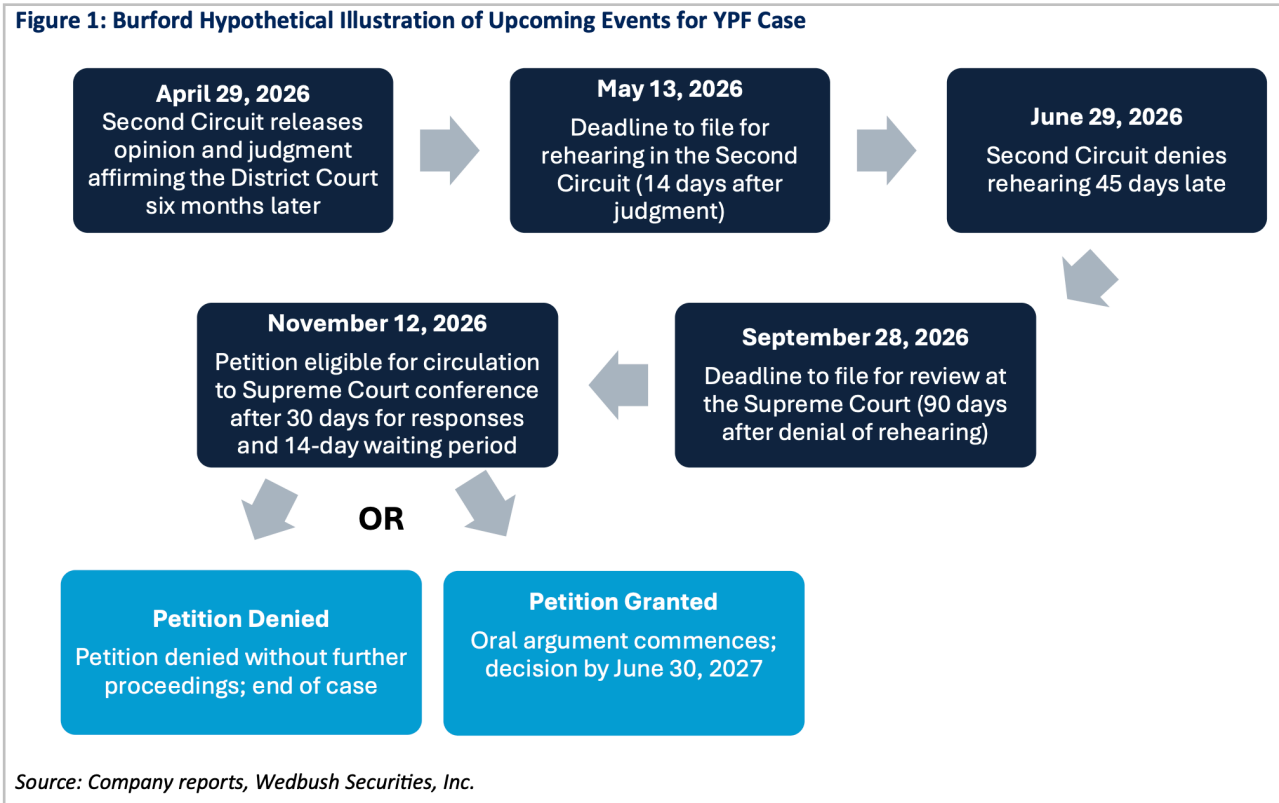 Figure 1: Burford Hypothetical Illustration of Upcoming Events for YPF Case
April 29, 2026
Second Circuit releases
opinion and judgment
affirming the District Court
six months later
May 13, 2026
Deadline to file for
rehearing in the Second
Circuit (14 days after
judgment)
June 29, 2026
Second Circuit denies
rehearing 45 days late
September 28, 2026
Deadline to file for review at
the Supreme Court (90 days
after denial of rehearing)
November 12, 2026
Petition eligible for circulation
to Supreme Court conference
after 30 days for responses
and 14-day waiting period
OR
Petition Denied
Petition denied without further
proceedings; end of case
Petition Granted
Oral argument commences;
decision by June 30, 2027
Source: Company reports, Wedbush Securities, Inc.